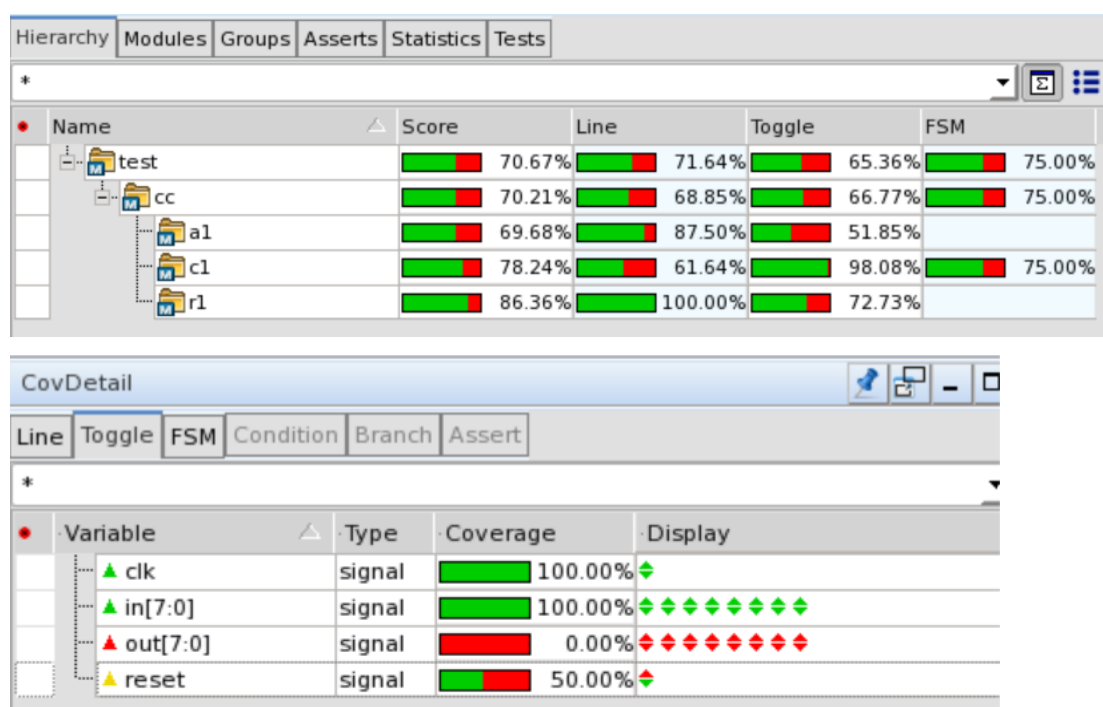 Hierarchy Modules Groups Asserts Statistics Tests
*
Σ
Name Score Line Toggle FSM
M test 70.67% 71.64% 65.36% 75.00%
M cc 70.21% 68.85% 66.77% 75.00%
M a1 69.68% 87.50% 51.85%
M c1 78.24% 61.64% 98.08% 75.00%
M r1 86.36% 100.00% 72.73%
CovDetail
Line Toggle FSM Condition Branch Assert
*
Variable Type Coverage Display
clk signal 100.00%
in[7:0] signal 100.00%
out[7:0] signal 0.00%
reset signal 50.00%